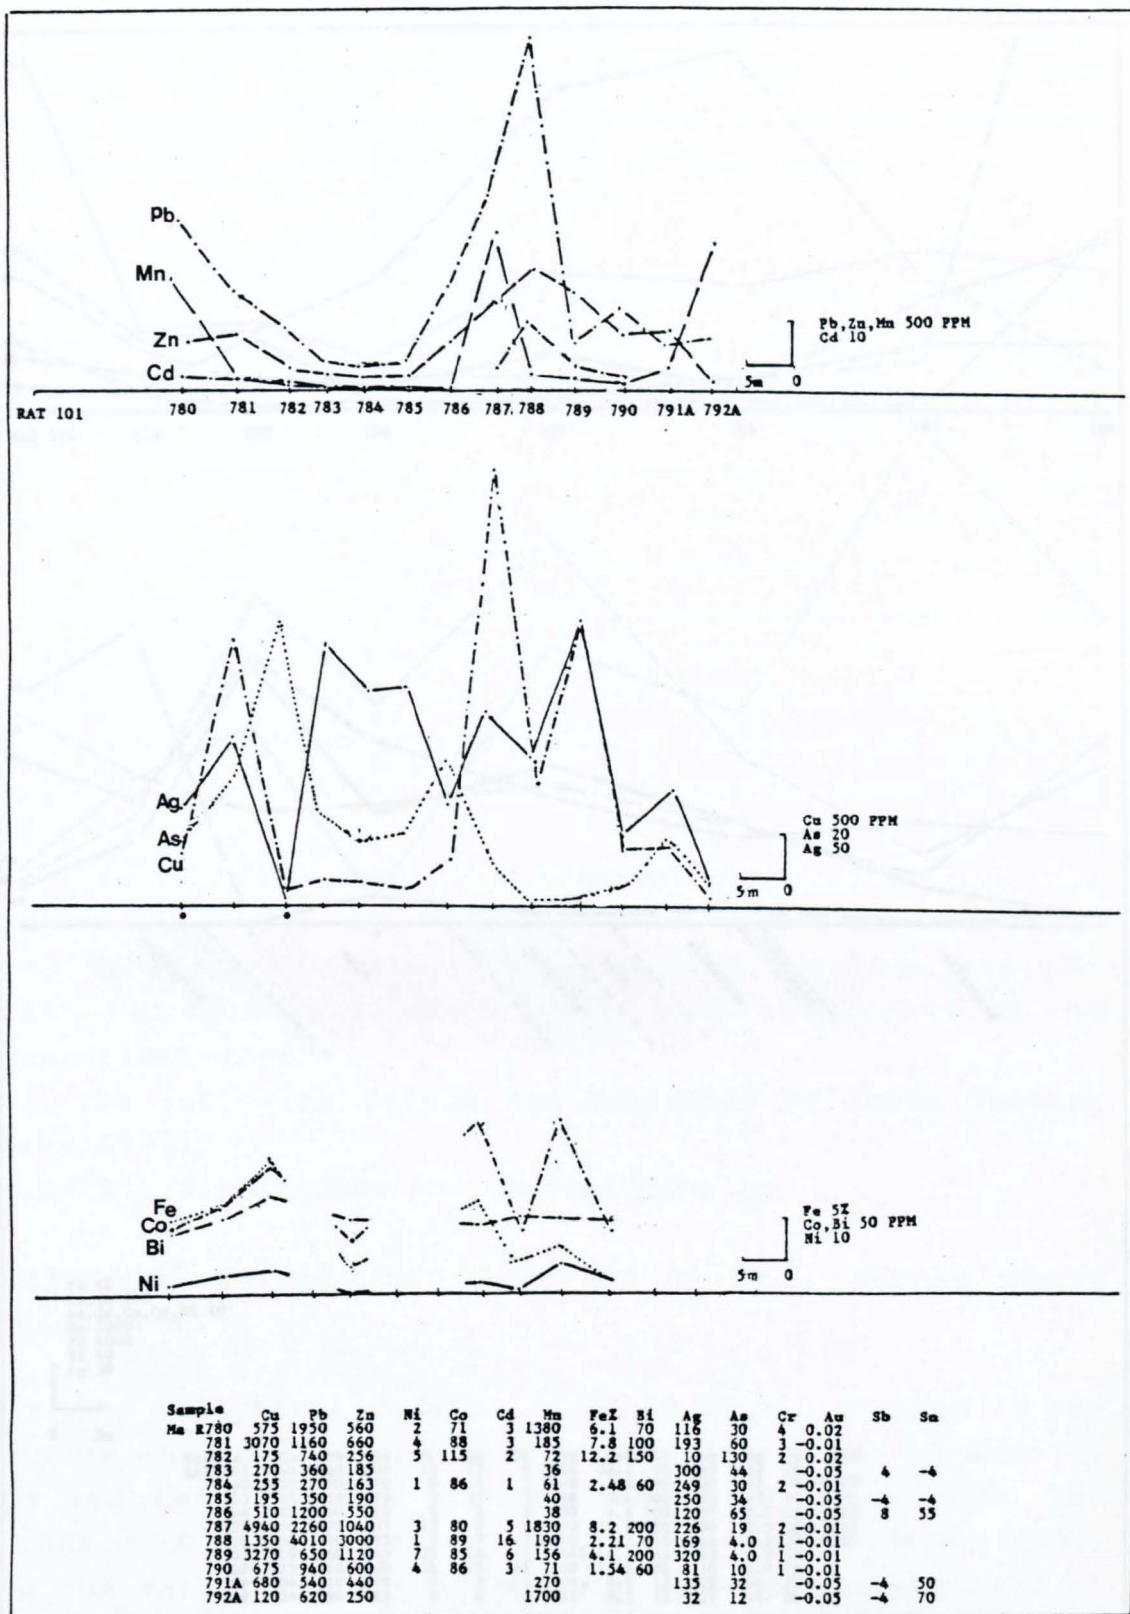 Pb
Mn
Zn
Cd
Pb,Zn,Mn 500 PPM
Cd 10
5m 0
RAT 101 780 781 782 783 784 785 786 787 788 789 790 791A 792A
Ag
As
Cu
Cu 500 PPM
As 20
Ag 50
5m 0
Fe
Co
Bi
Ni
Fe 5%
Co,Bi 50 PPM
Ni 10
5m 0
Sample Cu Pb Zn Ni Co Cd Mn Fe% Bi Ag As Cr Au Sb Sn
Ma R780 575 1950 560 2 71 3 1380 6.1 70 116 30 4 0.02
781 3070 1160 660 4 88 3 185 7.8 100 193 60 3 -0.01
782 175 740 256 5 115 2 72 12.2 150 10 130 2 0.02
783 270 360 185 36 300 44 -0.05 4 -4
784 255 270 163 1 86 1 61 2.48 60 249 30 2 -0.01
785 195 350 190 40 250 34 -0.05 -4 -4
786 510 1200 550 38 120 65 -0.05 8 55
787 4940 2260 1040 3 80 5 1830 8.2 200 226 19 2 -0.01
788 1350 4010 3000 1 89 16 190 2.21 70 169 4.0 1 -0.01
789 3270 650 1120 7 85 6 156 4.1 200 320 4.0 1 -0.01
790 675 940 600 4 86 3 71 1.54 60 81 10 1 -0.01
791A 680 540 440 270 135 32 -0.05 -4 50
792A 120 620 250 1700 32 12 -0.05 -4 70